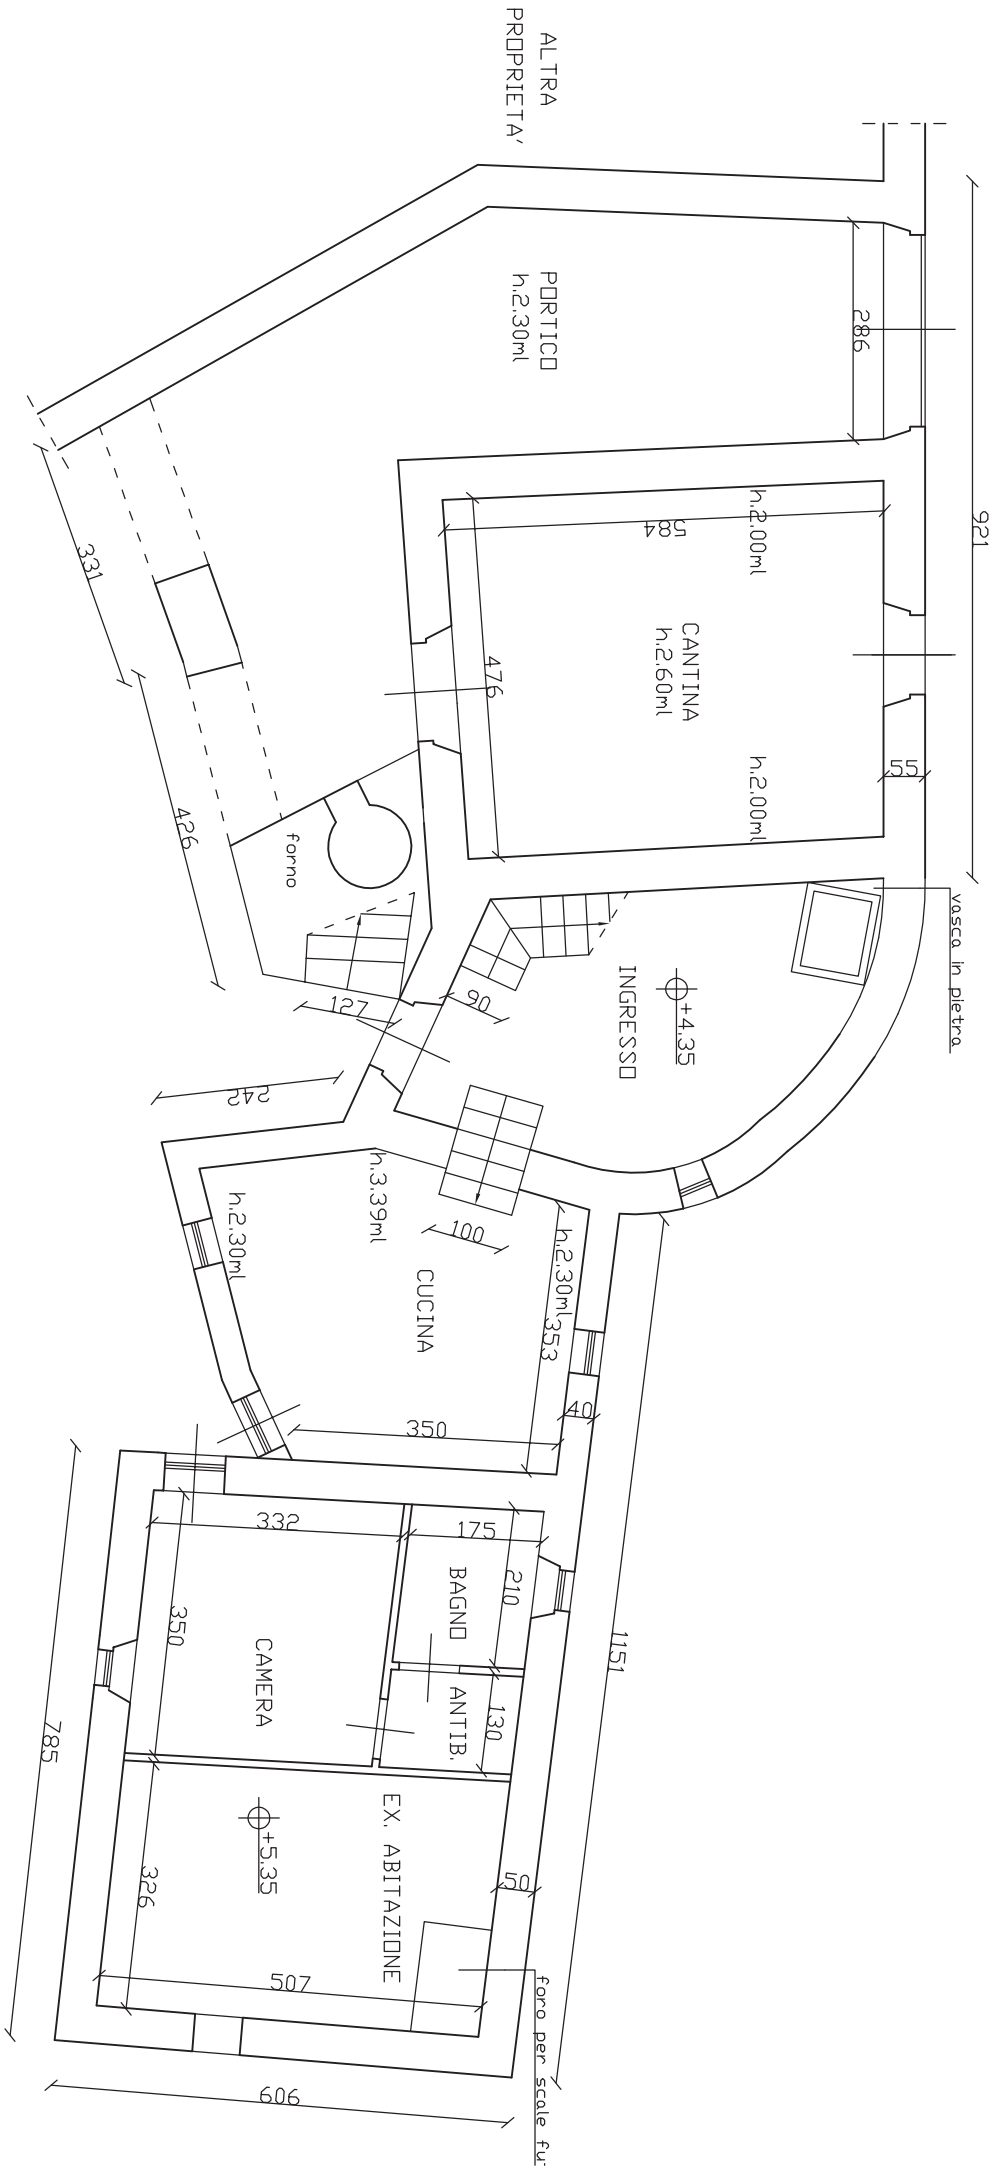 ALTRA
PROPRIETA'
PORTICO
h.2.30ml
286
921
331
h.2.00ml
584
CANTINA
h.2.60ml
476
h.2.00ml
55
426
forno
vasca in pietra
INGRESSO
+4.35
90
127
242
h.3.39ml
h.2.30ml
100
h.2.30ml
353
CUCINA
40
350
332
175
BAGNO
210
350
CAMERA
ANTIB.
130
1151
785
EX. ABITAZIONE
+5.35
326
50
507
foro per scale
606